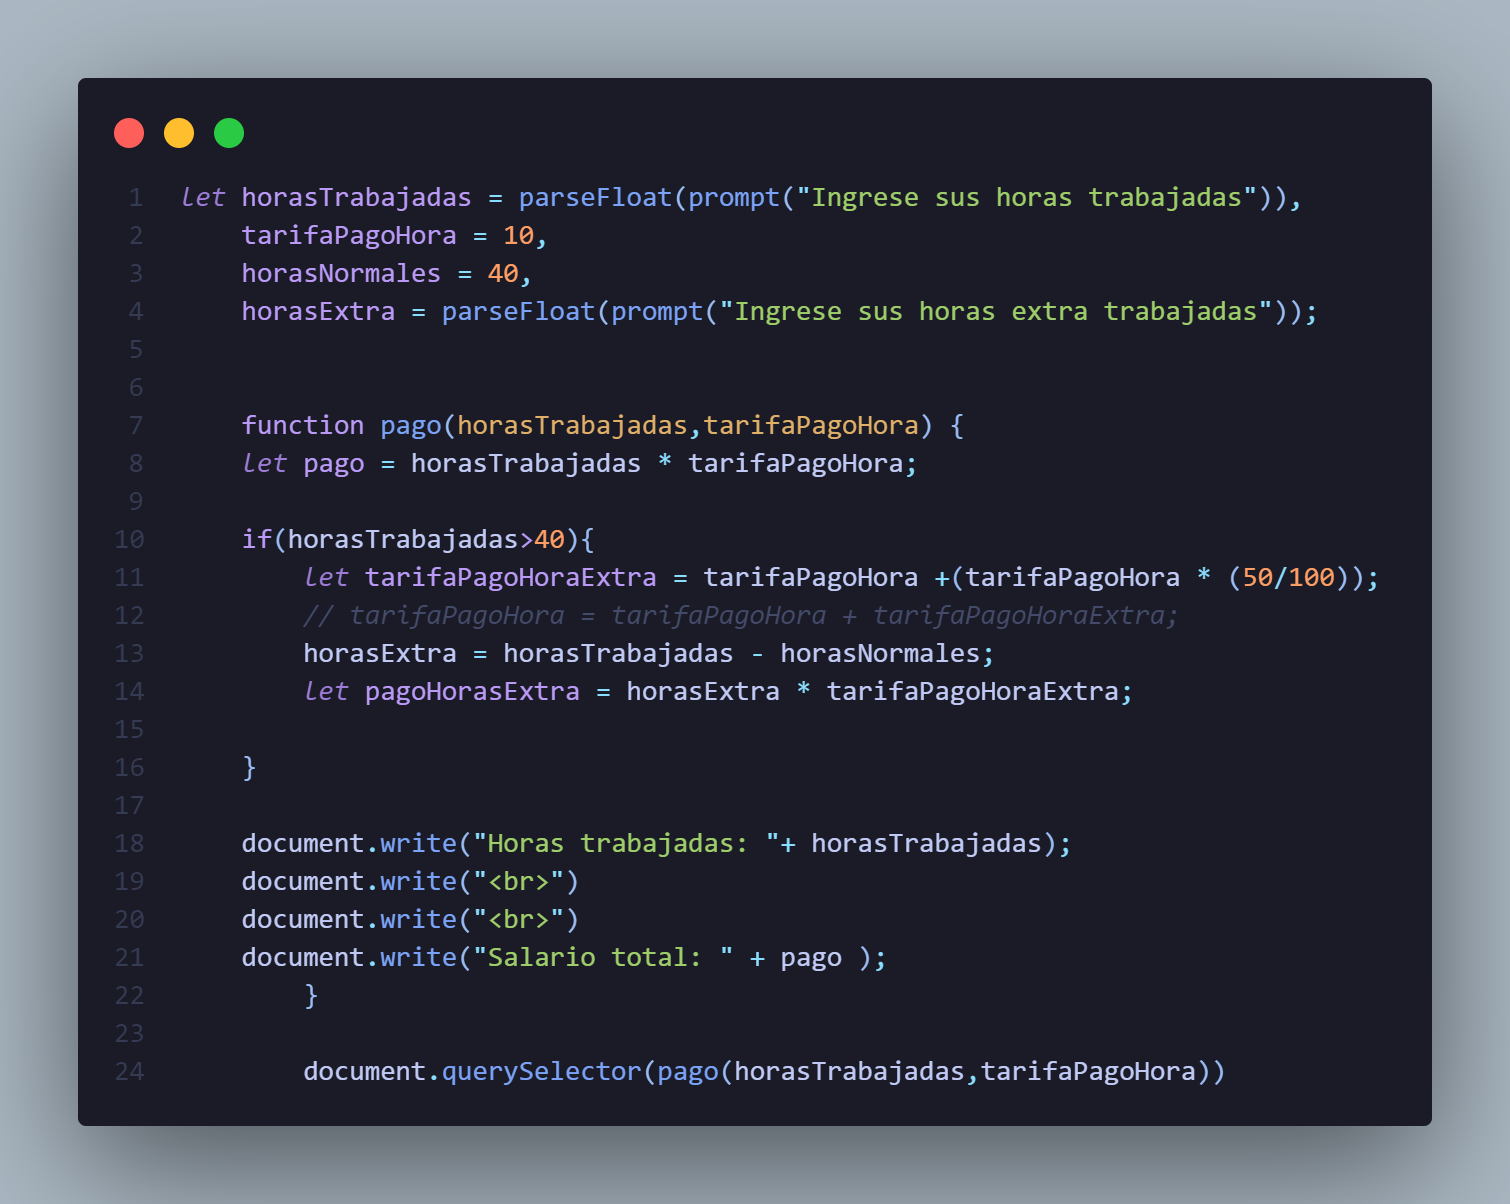 1 let horasTrabajadas = parseFloat(prompt("Ingrese sus horas trabajadas")),
2     tarifaPagoHora = 10,
3     horasNormales = 40,
4     horasExtra = parseFloat(prompt("Ingrese sus horas extra trabajadas"));
5
6
7     function pago(horasTrabajadas,tarifaPagoHora) {
8     let pago = horasTrabajadas * tarifaPagoHora;
9
10     if(horasTrabajadas>40){
11         let tarifaPagoHoraExtra = tarifaPagoHora +(tarifaPagoHora * (50/100));
12         // tarifaPagoHora = tarifaPagoHora + tarifaPagoHoraExtra;
13         horasExtra = horasTrabajadas - horasNormales;
14         let pagoHorasExtra = horasExtra * tarifaPagoHoraExtra;
15
16     }
17
18     document.write("Horas trabajadas: "+ horasTrabajadas);
19     document.write("<br>")
20     document.write("<br>")
21     document.write("Salario total: " + pago );
22         }
23
24         document.querySelector(pago(horasTrabajadas,tarifaPagoHora))